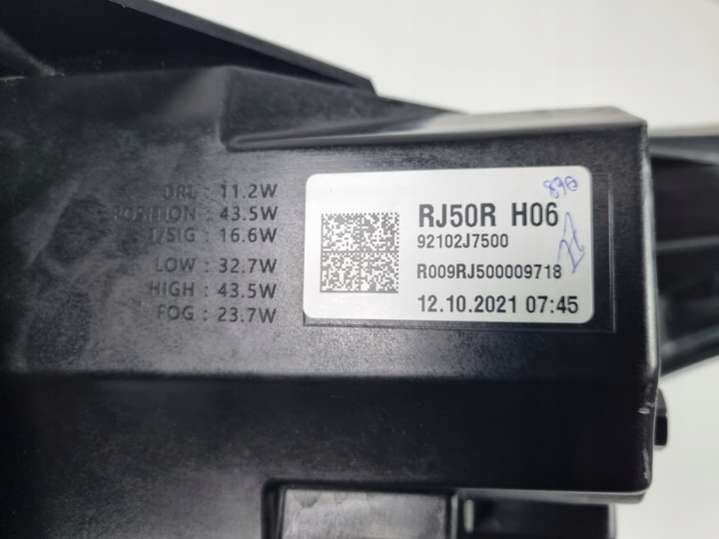 DRL : 11.2W
POSITION : 43.5W
T/SIG : 16.6W
LOW : 32.7W
HIGH : 43.5W
FOG : 23.7W
RJ50R H06
92102J7500
R009RJ500009718
12.10.2021 07:45